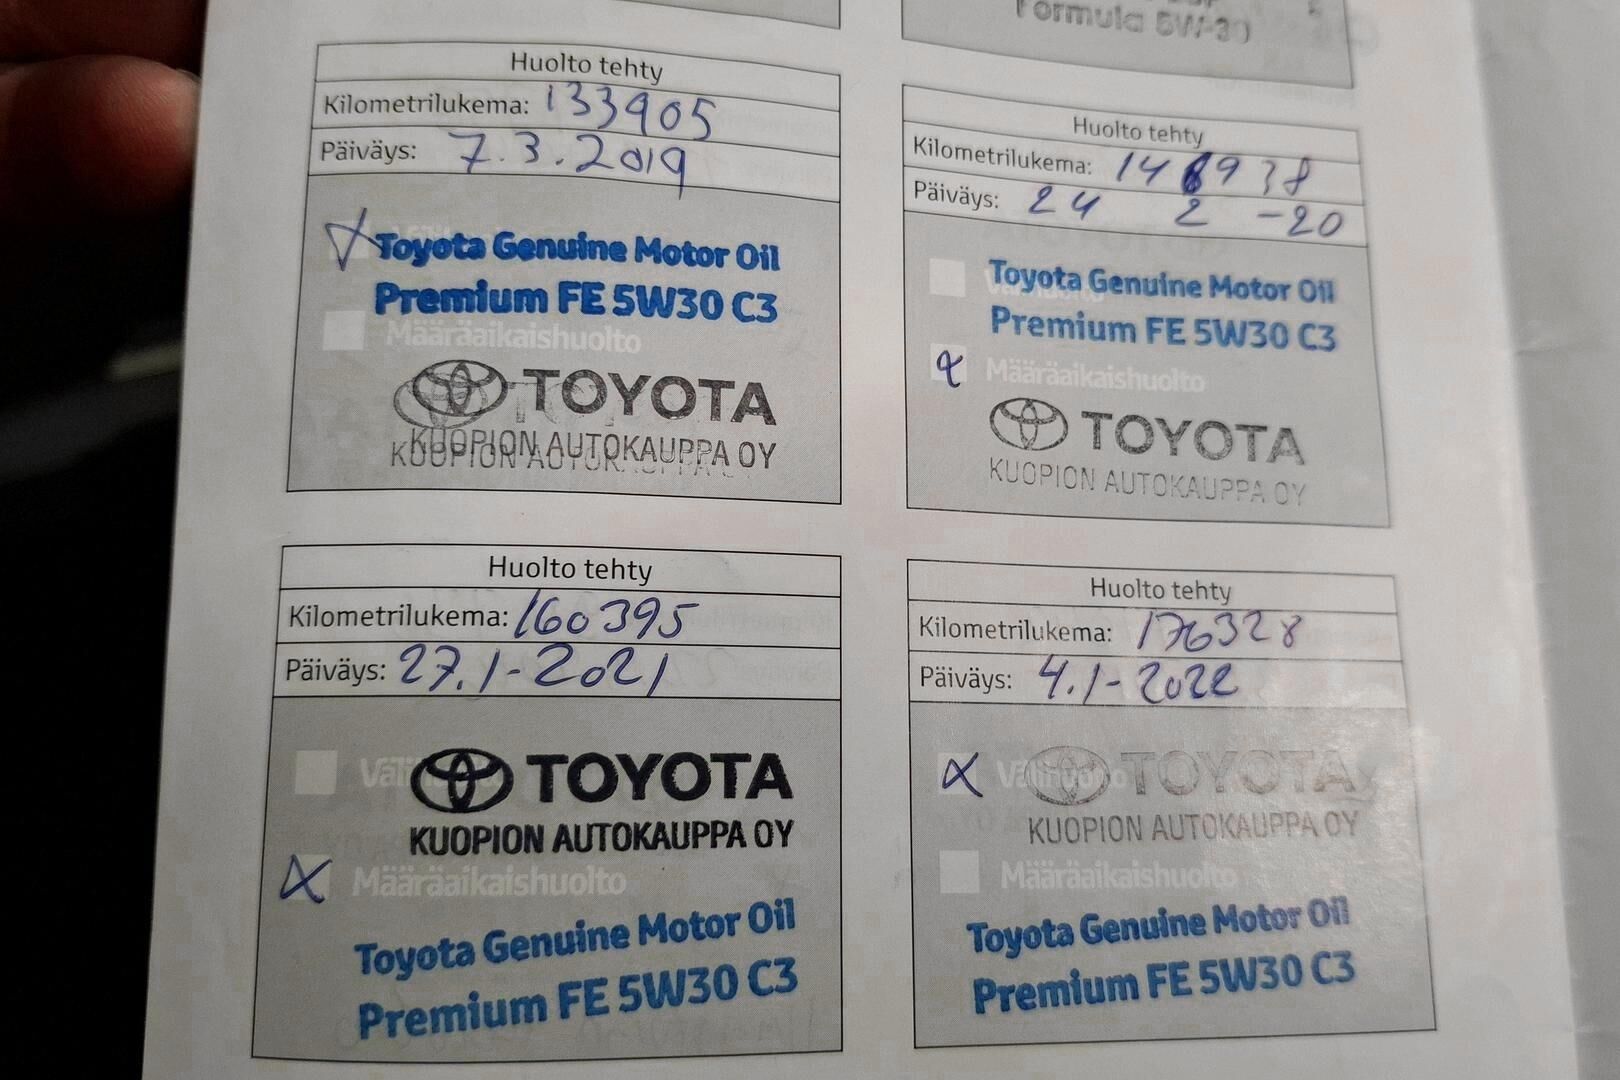 Formula 5W-30
Huolto tehty
Kilometrilukema: 133905
Päiväys: 7.3.2019
Toyota Genuine Motor Oil
Premium FE 5W30 C3
Määräaikaishuolto
TOYOTA
KUOPION AUTOKAUPPA OY
Huolto tehty
Kilometrilukema:
Päiväys: 24 2 -20
Toyota Genuine Motor Oil
Premium FE 5W30 C3
Määräaikaishuolto
TOYOTA
KUOPION AUTOKAUPPA OY
Huolto tehty
Kilometrilukema: 160395
Päiväys: 27.1-2021
TOYOTA
KUOPION AUTOKAUPPA OY
Määräaikaishuolto
Toyota Genuine Motor Oil
Premium FE 5W30 C3
Huolto tehty
Kilometrilukema: 176328
Päiväys: 4.1-2022
Välihuolto TOYOTA
KUOPION AUTOKAUPPA OY
Määräaikaishuolto
Toyota Genuine Motor Oil
Premium FE 5W30 C3